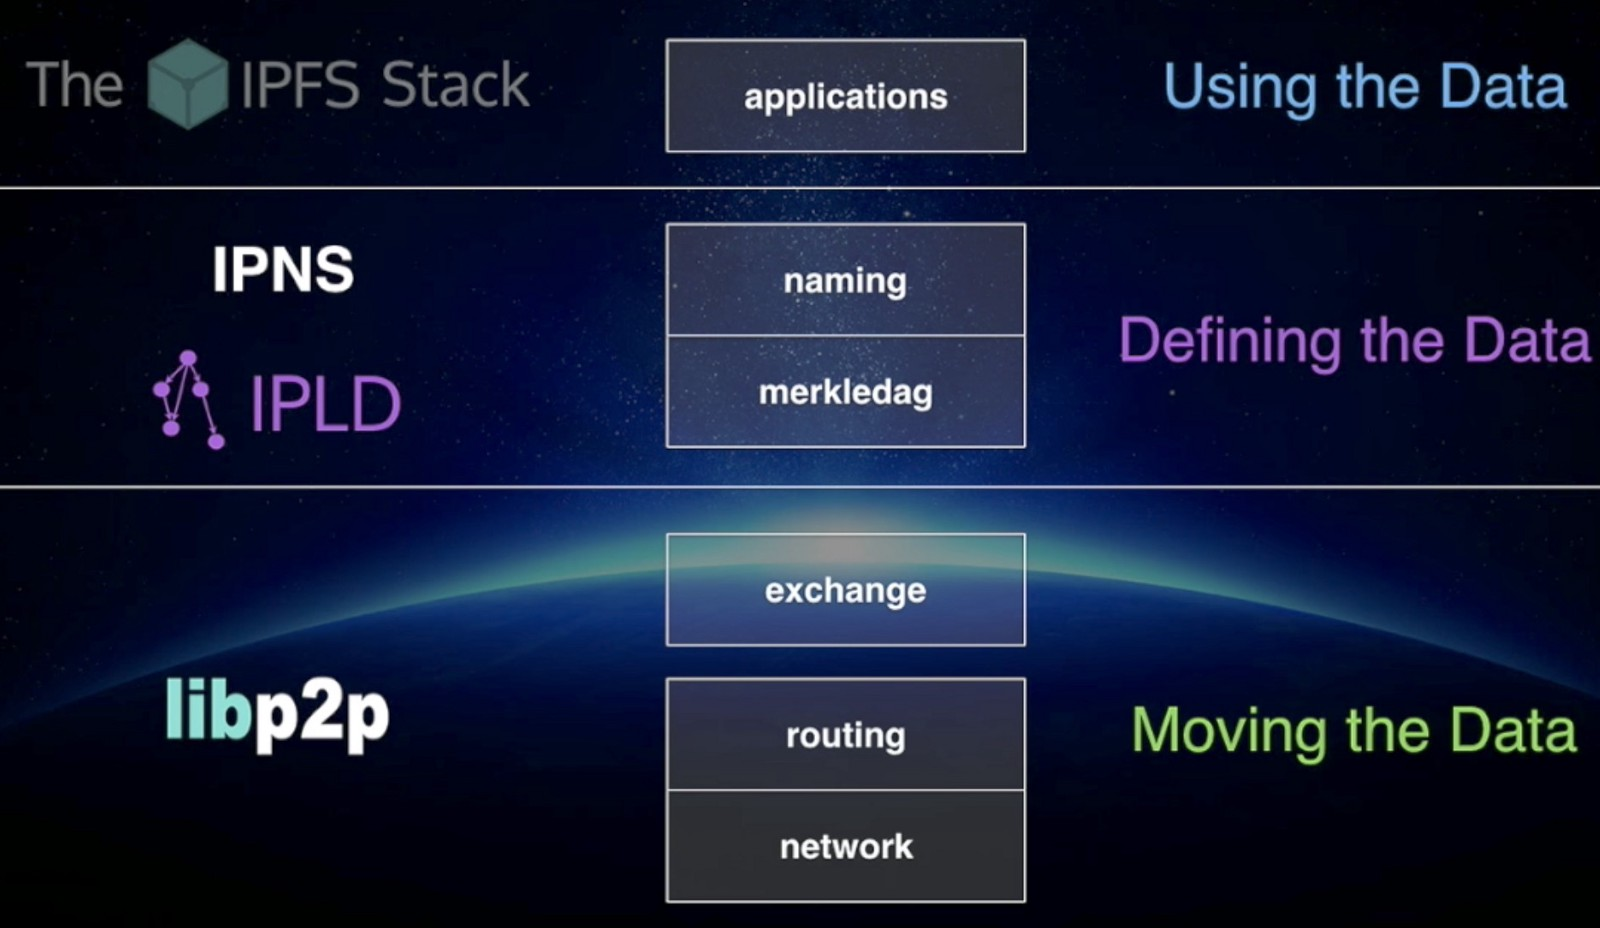 The IPFS Stack
applications
Using the Data
IPNS
naming
IPLD
merkledag
Defining the Data
exchange
libp2p
routing
network
Moving the Data